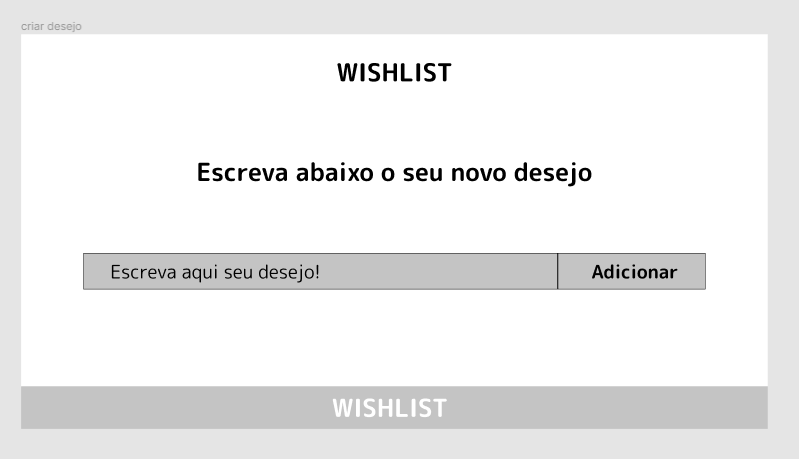 criar desejo
WISHLIST
Escreva abaixo o seu novo desejo
Escreva aqui seu desejo!
Adicionar
WISHLIST